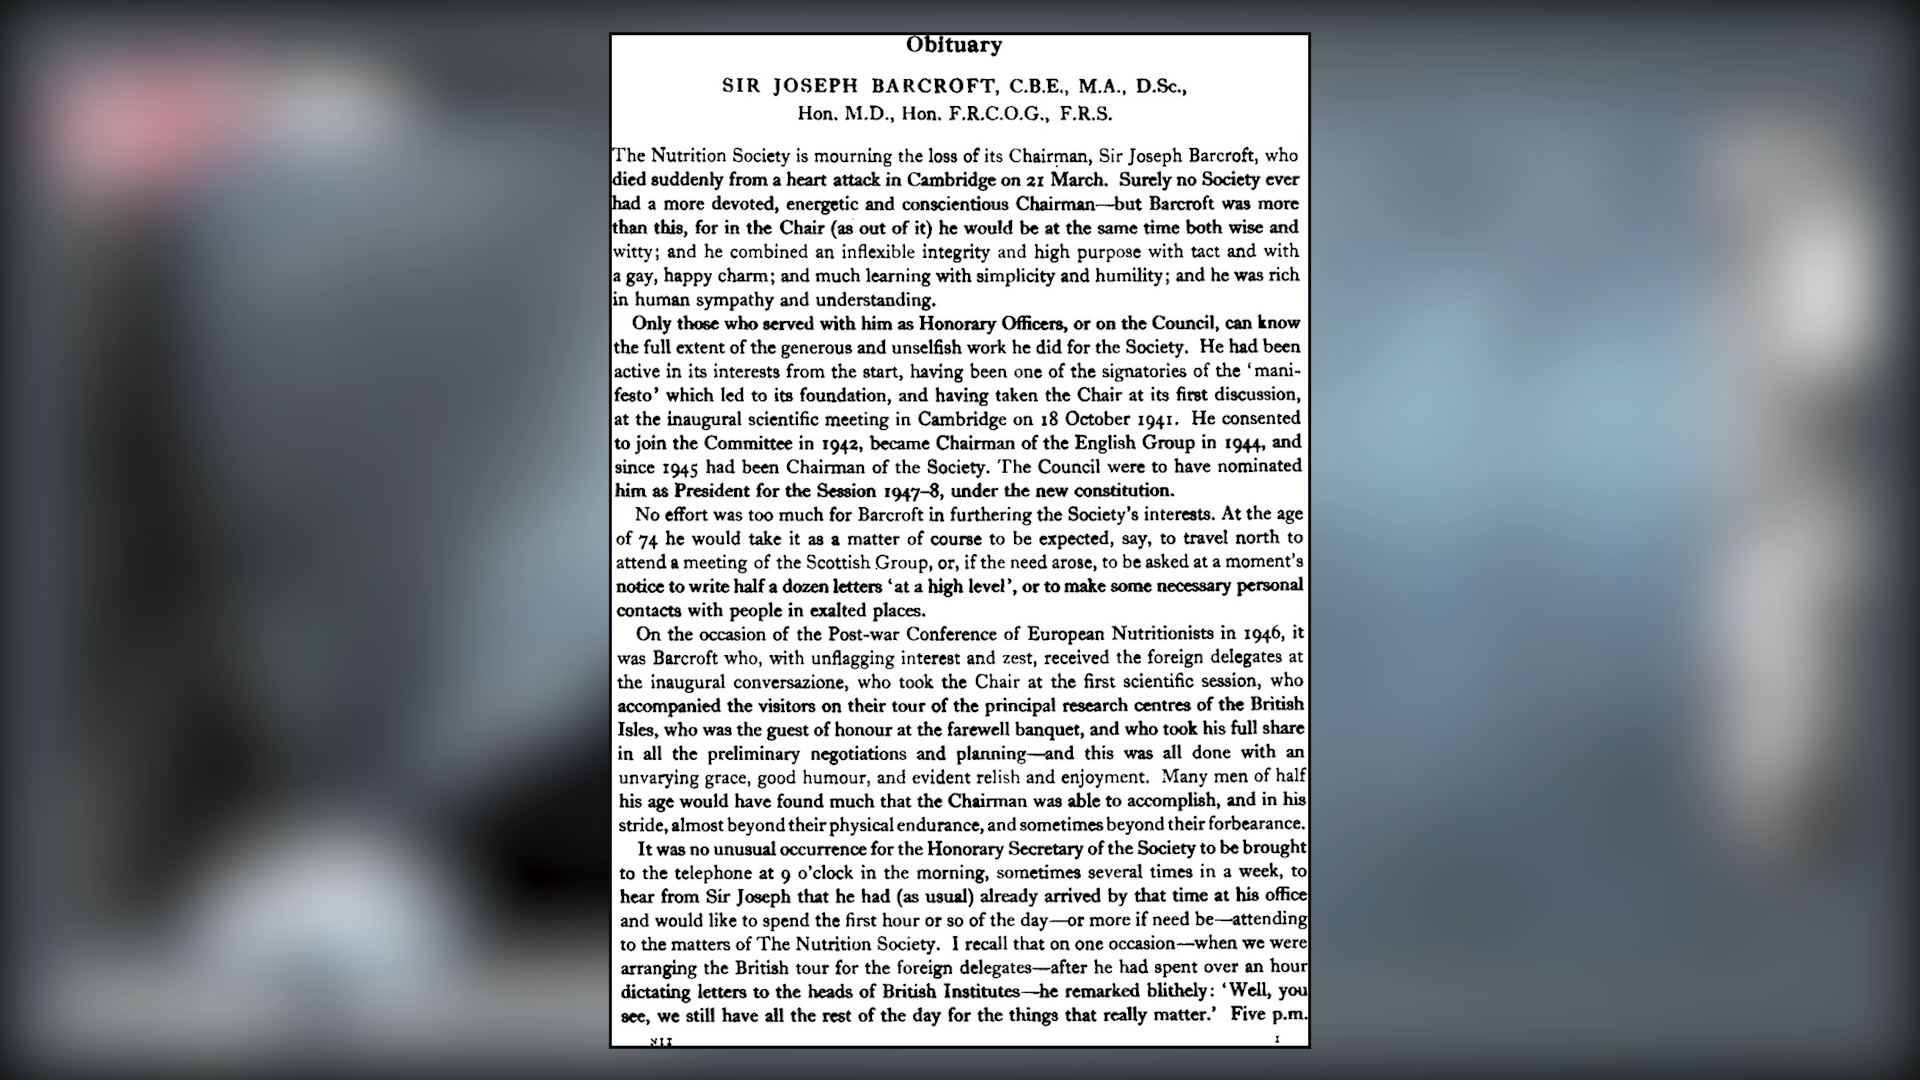 Obituary
SIR JOSEPH BARCROFT, C.B.E., M.A., D.Sc.,
Hon. M.D., Hon. F.R.C.O.G., F.R.S.
The Nutrition Society is mourning the loss of its Chairman, Sir Joseph Barcroft, who
died suddenly from a heart attack in Cambridge on 21 March. Surely no Society ever
had a more devoted, energetic and conscientious Chairman—but Barcroft was more
than this, for in the Chair (as out of it) he would be at the same time both wise and
witty; and he combined an inflexible integrity and high purpose with tact and with
a gay, happy charm; and much learning with simplicity and humility; and he was rich
in human sympathy and understanding.
Only those who served with him as Honorary Officers, or on the Council, can know
the full extent of the generous and unselfish work he did for the Society. He had been
active in its interests from the start, having been one of the signatories of the ‘mani-
festo’ which led to its foundation, and having taken the Chair at its first discussion,
at the inaugural scientific meeting in Cambridge on 18 October 1941. He consented
to join the Committee in 1942, became Chairman of the English Group in 1944, and
since 1945 had been Chairman of the Society. The Council were to have nominated
him as President for the Session 1947–8, under the new constitution.
No effort was too much for Barcroft in furthering the Society’s interests. At the age
of 74 he would take it as a matter of course to be expected, say, to travel north to
attend a meeting of the Scottish Group, or, if the need arose, to be asked at a moment’s
notice to write half a dozen letters ‘at a high level’, or to make some necessary personal
contacts with people in exalted places.
On the occasion of the Post-war Conference of European Nutritionists in 1946, it
was Barcroft who, with unflagging interest and zest, received the foreign delegates at
the inaugural conversazione, who took the Chair at the first scientific session, who
accompanied the visitors on their tour of the principal research centres of the British
Isles, who was the guest of honour at the farewell banquet, and who took his full share
in all the preliminary negotiations and planning—and this was all done with an
unvarying grace, good humour, and evident relish and enjoyment. Many men of half
his age would have found much that the Chairman was able to accomplish, and in his
stride, almost beyond their physical endurance, and sometimes beyond their forbearance.
It was no unusual occurrence for the Honorary Secretary of the Society to be brought
to the telephone at 9 o’clock in the morning, sometimes several times in a week, to
hear from Sir Joseph that he had (as usual) already arrived by that time at his office
and would like to spend the first hour or so of the day—or more if need be—attending
to the matters of The Nutrition Society. I recall that on one occasion—when we were
arranging the British tour for the foreign delegates—after he had spent over an hour
dictating letters to the heads of British Institutes—he remarked blithely: ‘Well, you
see, we still have all the rest of the day for the things that really matter.’ Five p.m.
NII 1